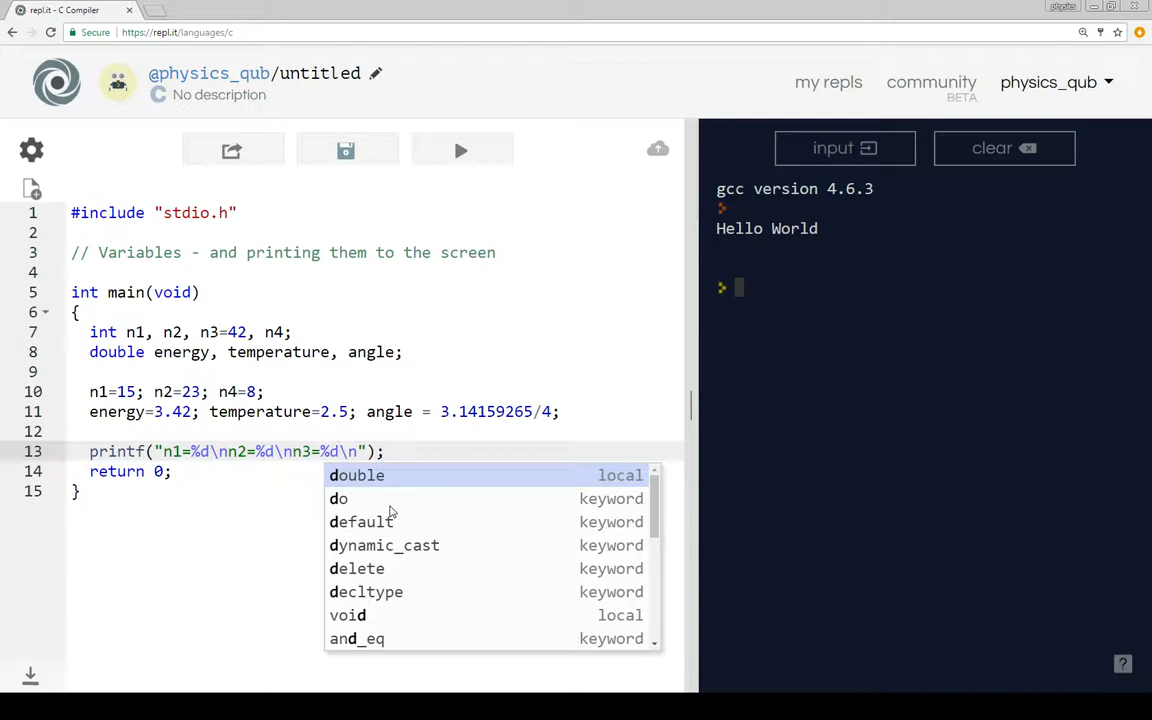 repl.it - C Compiler
physics
Secure
https://repl.it/languages/c
@physics_qub/untitled
C No description
my repls
community
BETA
physics_qub
input
clear
1 #include "stdio.h"
2
3 // Variables - and printing them to the screen
4
5 int main(void)
6 {
7 int n1, n2, n3=42, n4;
8 double energy, temperature, angle;
9
10 n1=15; n2=23; n4=8;
11 energy=3.42; temperature=2.5; angle = 3.14159265/4;
12
13 printf("n1=%d\nn2=%d\nn3=%d\n");
14 return 0;
15 }
double local
do keyword
default keyword
dynamic_cast keyword
delete keyword
decltype keyword
void local
and_eq keyword
gcc version 4.6.3
Hello World
?